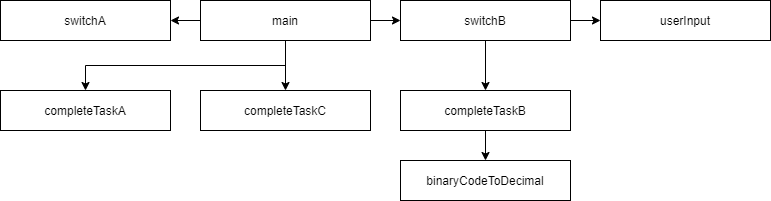 switchA
main
switchB
userInput
completeTaskA
completeTaskC
completeTaskB
binaryCodeToDecimal